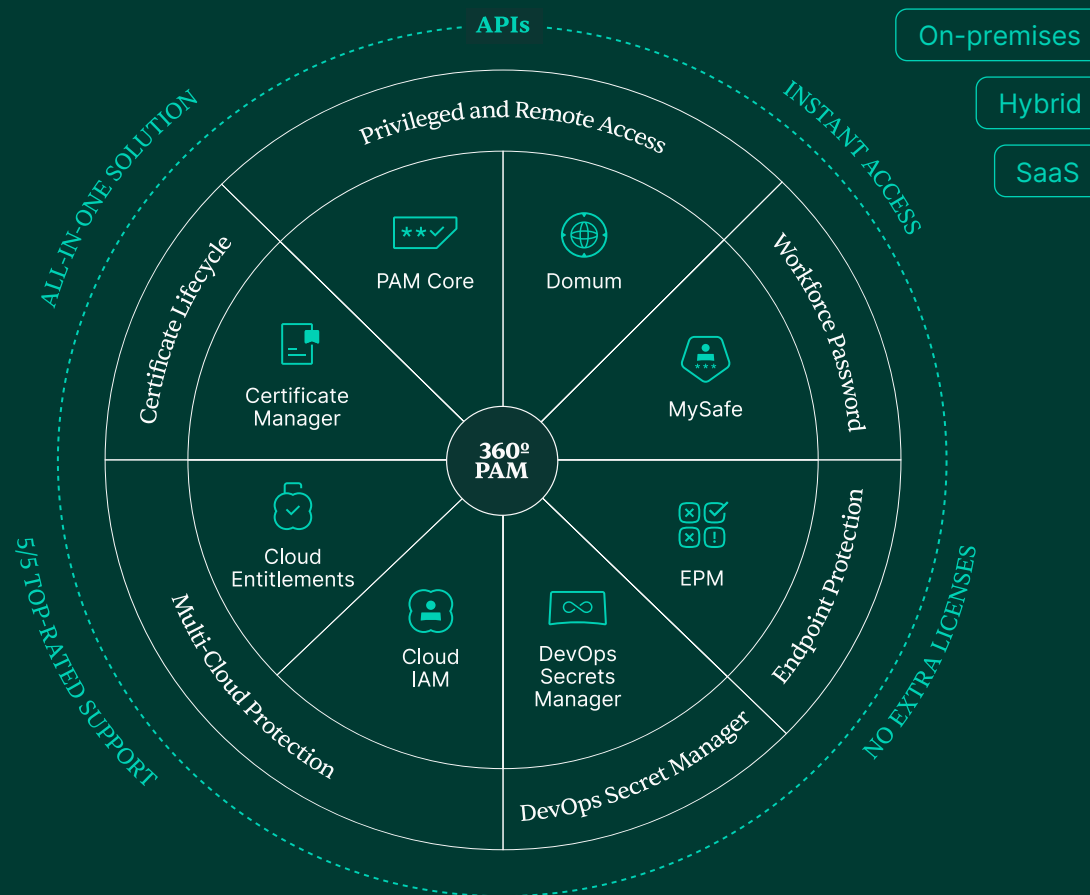 APIs
On-premises
Hybrid
SaaS
ALL-IN-ONE SOLUTION
INSTANT ACCESS
Privileged and Remote Access
Certificate Lifecycle
Workforce Password
**
PAM Core
Domum
Certificate
Manager
***
MySafe
360º
PAM
Cloud
Entitlements
EPM
Cloud
IAM
DevOps
Secrets
Manager
Multi-Cloud Protection
Endpoint Protection
DevOps Secret Manager
5/5 TOP-RATED SUPPORT
NO EXTRA LICENSES